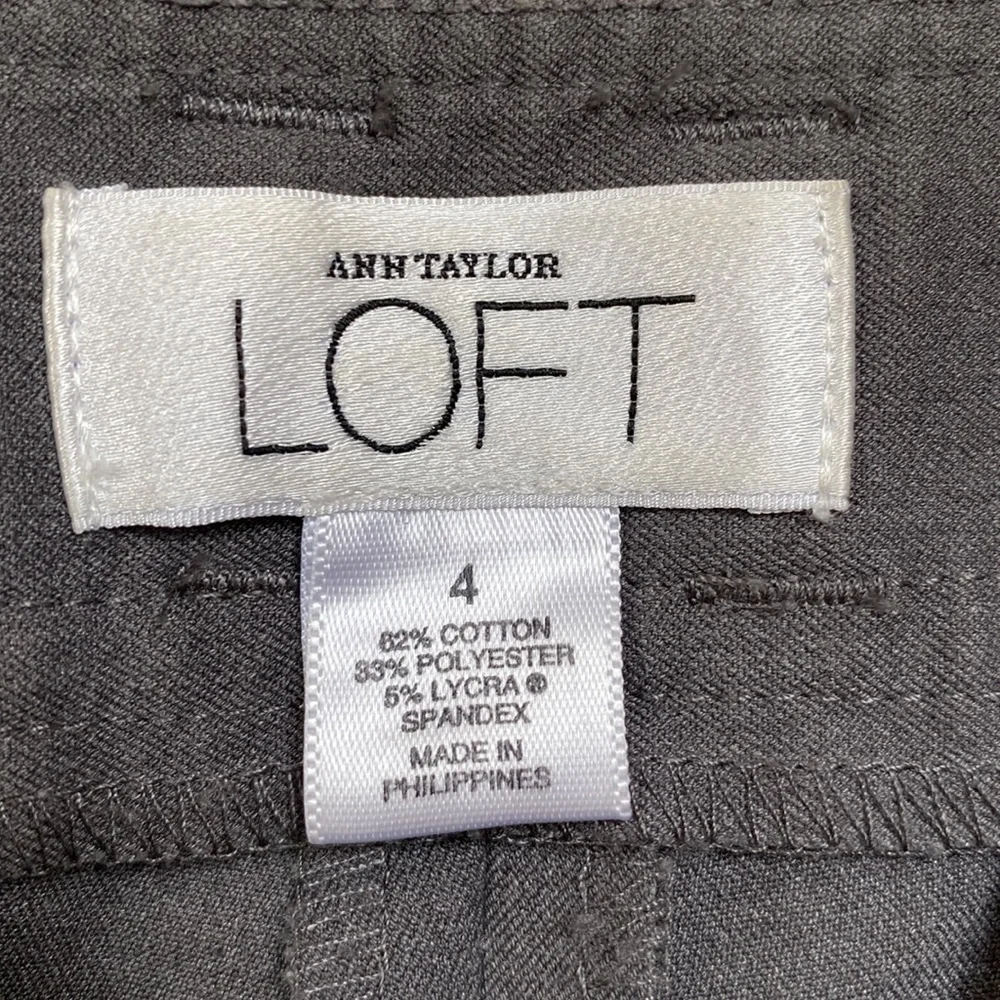 ANN TAYLOR
LOFT
4
62% COTTON
33% POLYESTER
5% LYCRA®
SPANDEX
MADE IN
PHILIPPINES